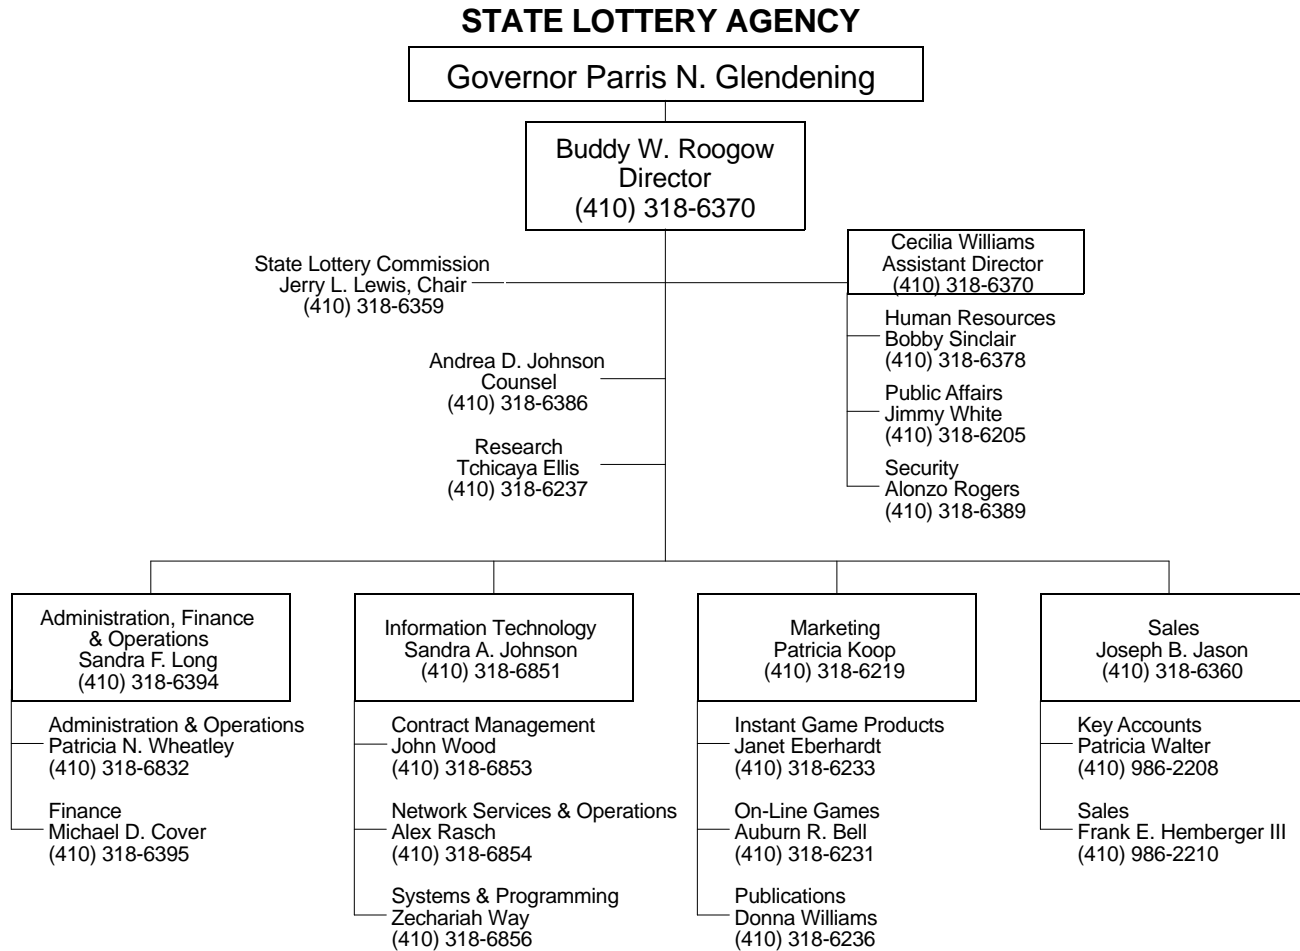 STATE LOTTERY AGENCY
Governor Parris N. Glendening
Buddy W. Roogow
Director
(410) 318-6370
State Lottery Commission
Jerry L. Lewis, Chair
(410) 318-6359
Cecilia Williams
Assistant Director
(410) 318-6370
Human Resources
Bobby Sinclair
(410) 318-6378
Public Affairs
Jimmy White
(410) 318-6205
Security
Alonzo Rogers
(410) 318-6389
Andrea D. Johnson
Counsel
(410) 318-6386
Research
Tchicaya Ellis
(410) 318-6237
Administration, Finance
& Operations
Sandra F. Long
(410) 318-6394
Administration & Operations
Patricia N. Wheatley
(410) 318-6832
Finance
Michael D. Cover
(410) 318-6395
Information Technology
Sandra A. Johnson
(410) 318-6851
Contract Management
John Wood
(410) 318-6853
Network Services & Operations
Alex Rasch
(410) 318-6854
Systems & Programming
Zechariah Way
(410) 318-6856
Marketing
Patricia Koop
(410) 318-6219
Instant Game Products
Janet Eberhardt
(410) 318-6233
On-Line Games
Auburn R. Bell
(410) 318-6231
Publications
Donna Williams
(410) 318-6236
Sales
Joseph B. Jason
(410) 318-6360
Key Accounts
Patricia Walter
(410) 986-2208
Sales
Frank E. Hemberger III
(410) 986-2210